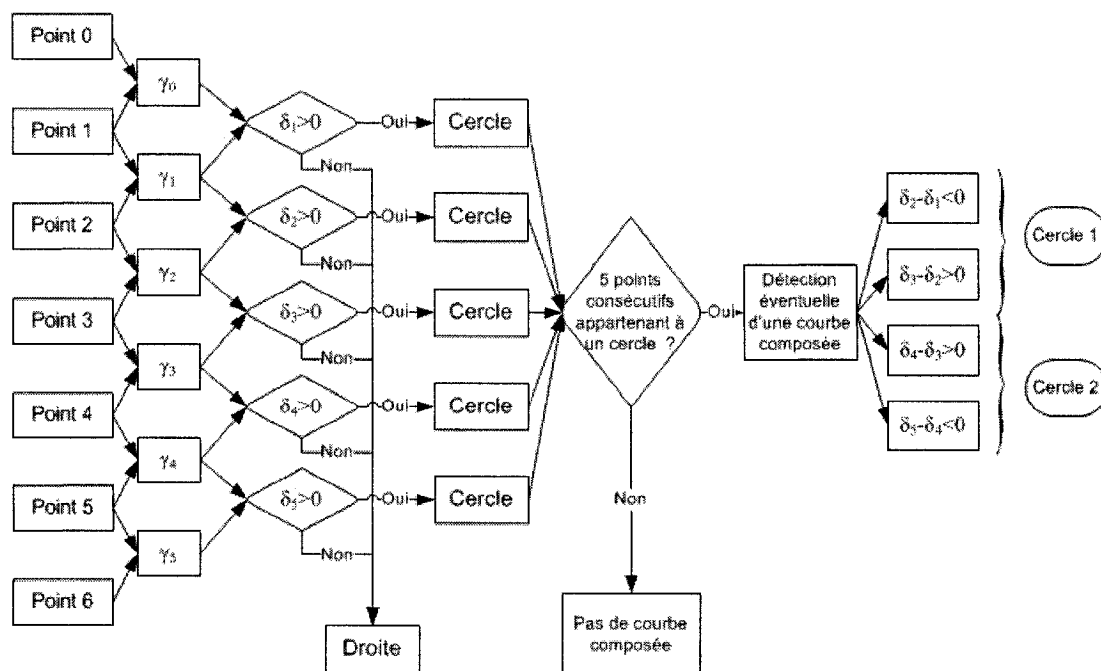 Point 0
Point 1
Point 2
Point 3
Point 4
Point 5
Point 6
γ₀
γ₁
γ₂
γ₃
γ₄
γ₅
δ₁>0
Oui
Non
δ₂>0
Oui
Non
δ₃>0
Oui
Non
δ₄>0
Oui
Non
δ₅>0
Oui
Non
Droite
Cercle
Cercle
Cercle
Cercle
Cercle
5 points
consécutifs
appartenant à
un cercle ?
Oui
Non
Pas de courbe
composée
Détection
éventuelle
d'une courbe
composée
δ₂-δ₁<0
δ₃-δ₂>0
δ₄-δ₃>0
δ₅-δ₄<0
Cercle 1
Cercle 2